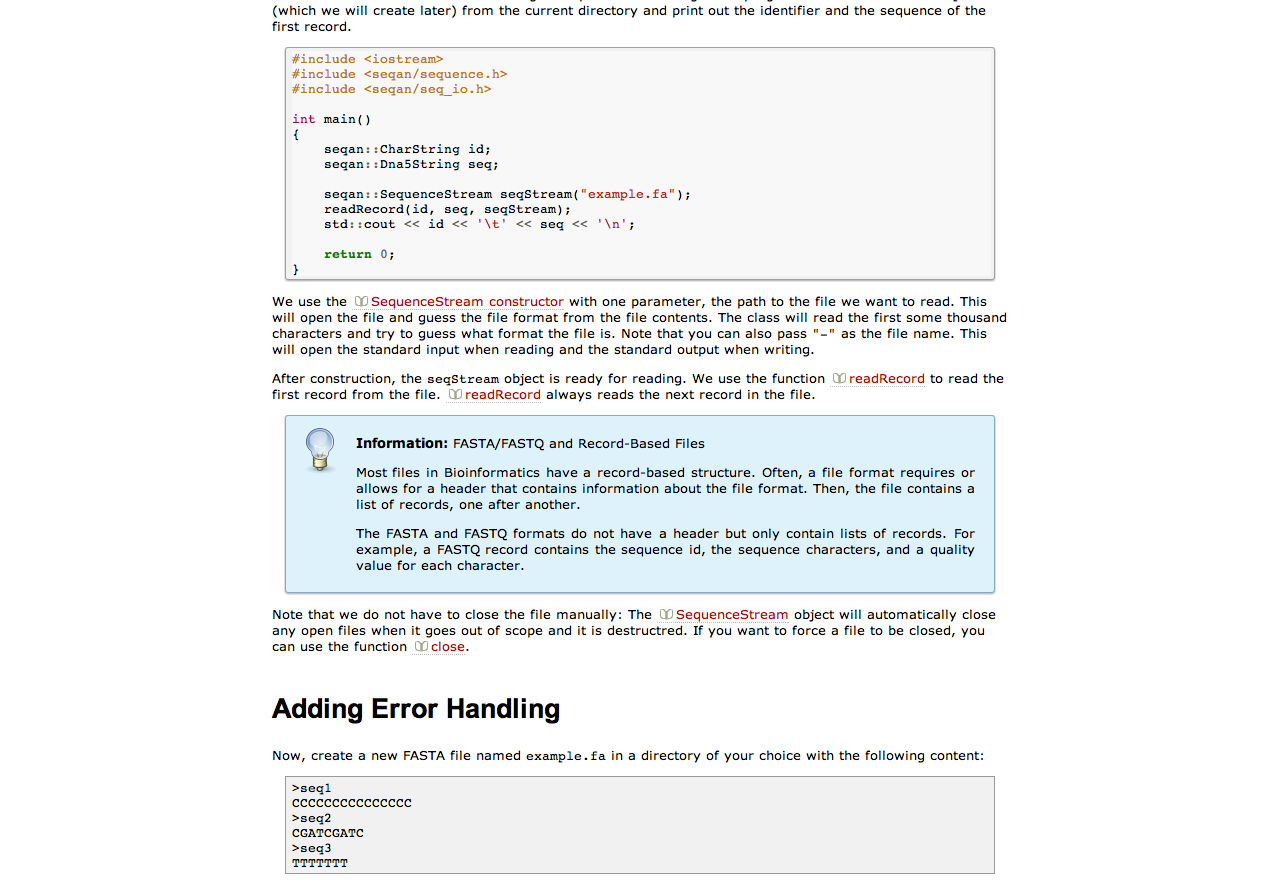 (which we will create later) from the current directory and print out the identifier and the sequence of the
first record.
#include <iostream>
#include <seqan/sequence.h>
#include <seqan/seq_io.h>
int main()
{
    seqan::CharString id;
    seqan::Dna5String seq;
    seqan::SequenceStream seqStream("example.fa");
    readRecord(id, seq, seqStream);
    std::cout << id << '\t' << seq << '\n';
    return 0;
}
We use the SequenceStream constructor with one parameter, the path to the file we want to read. This
will open the file and guess the file format from the file contents. The class will read the first some thousand
characters and try to guess what format the file is. Note that you can also pass "-" as the file name. This
will open the standard input when reading and the standard output when writing.
After construction, the seqStream object is ready for reading. We use the function readRecord to read the
first record from the file. readRecord always reads the next record in the file.
Information: FASTA/FASTQ and Record-Based Files
Most files in Bioinformatics have a record-based structure. Often, a file format requires or
allows for a header that contains information about the file format. Then, the file contains a
list of records, one after another.
The FASTA and FASTQ formats do not have a header but only contain lists of records. For
example, a FASTQ record contains the sequence id, the sequence characters, and a quality
value for each character.
Note that we do not have to close the file manually: The SequenceStream object will automatically close
any open files when it goes out of scope and it is destructred. If you want to force a file to be closed, you
can use the function close.
Adding Error Handling
Now, create a new FASTA file named example.fa in a directory of your choice with the following content:
>seq1
CCCCCCCCCCCCCCC
>seq2
CGATCGATC
>seq3
TTTTTTT